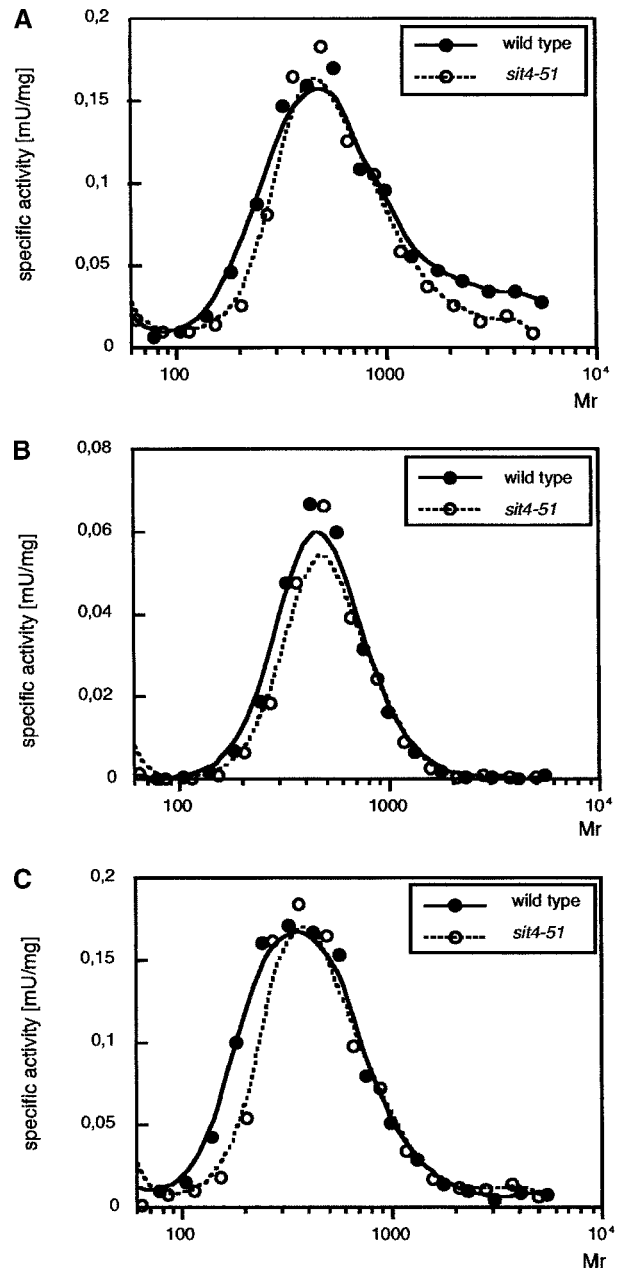 A
specific activity [mU/mg]
0,2
0,15
0,1
0,05
0
100
1000
10⁴
Mr
wild type
sit4-51
B
specific activity [mU/mg]
0,08
0,06
0,04
0,02
0
100
1000
10⁴
Mr
wild type
sit4-51
C
specific activity [mU/mg]
0,2
0,15
0,1
0,05
0
100
1000
10⁴
Mr
wild type
sit4-51